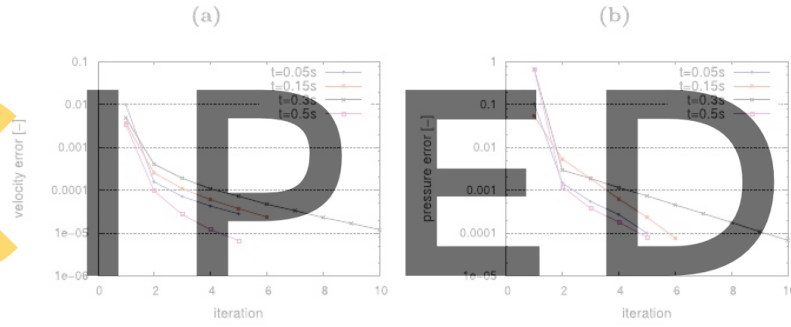 (a) (b)
0.1
0.01
0.001
0.0001
1e-05
1e-06
velocity error [-]
t=0.05s
t=0.15s
t=0.3s
t=0.5s
0 2 4 6 8 10
iteration
1
0.1
0.01
0.001
0.0001
1e-05
pressure error [-]
t=0.05s
t=0.15s
t=0.3s
t=0.5s
0 2 4 6 8 10
iteration
I P E D